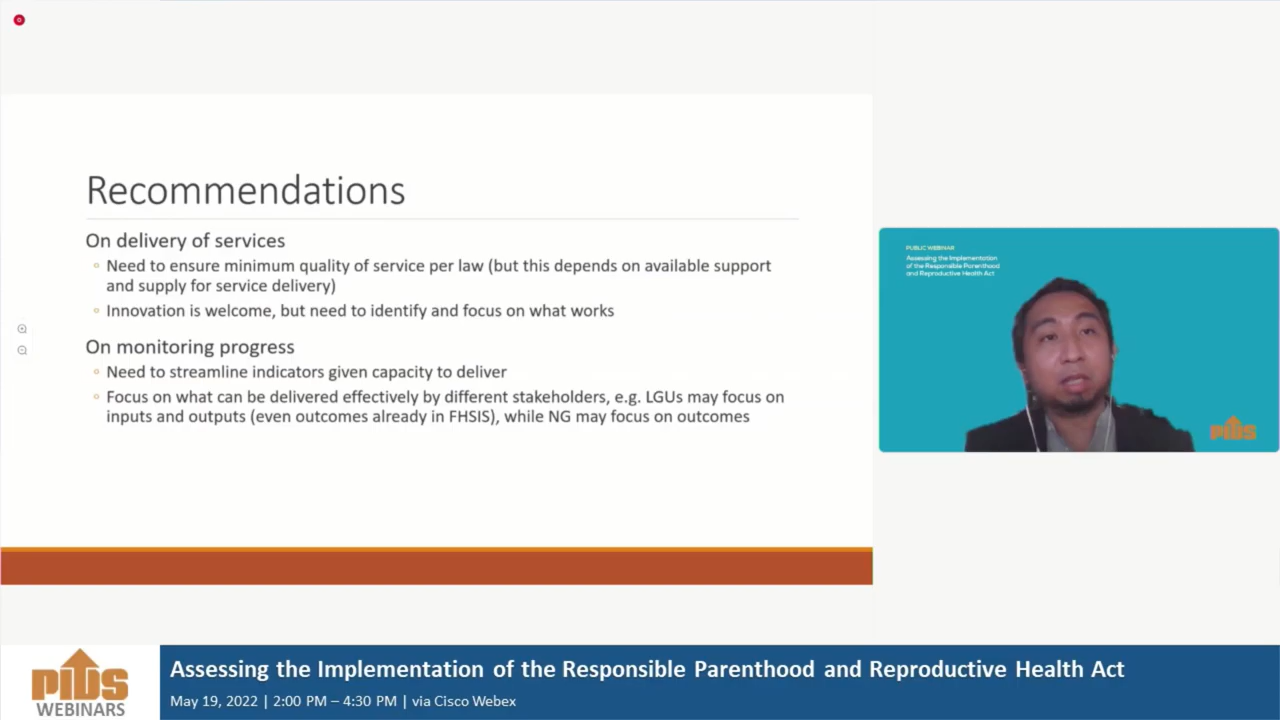 Recommendations
On delivery of services
Need to ensure minimum quality of service per law (but this depends on available support
and supply for service delivery)
Innovation is welcome, but need to identify and focus on what works
On monitoring progress
Need to streamline indicators given capacity to deliver
Focus on what can be delivered effectively by different stakeholders, e.g. LGUs may focus on
inputs and outputs (even outcomes already in FHSIS), while NG may focus on outcomes
PUBLIC WEBINAR
Assessing the Implementation
of the Responsible Parenthood
and Reproductive Health Act
PIDS
PIDS
WEBINARS
Assessing the Implementation of the Responsible Parenthood and Reproductive Health Act
May 19, 2022 | 2:00 PM – 4:30 PM | via Cisco Webex